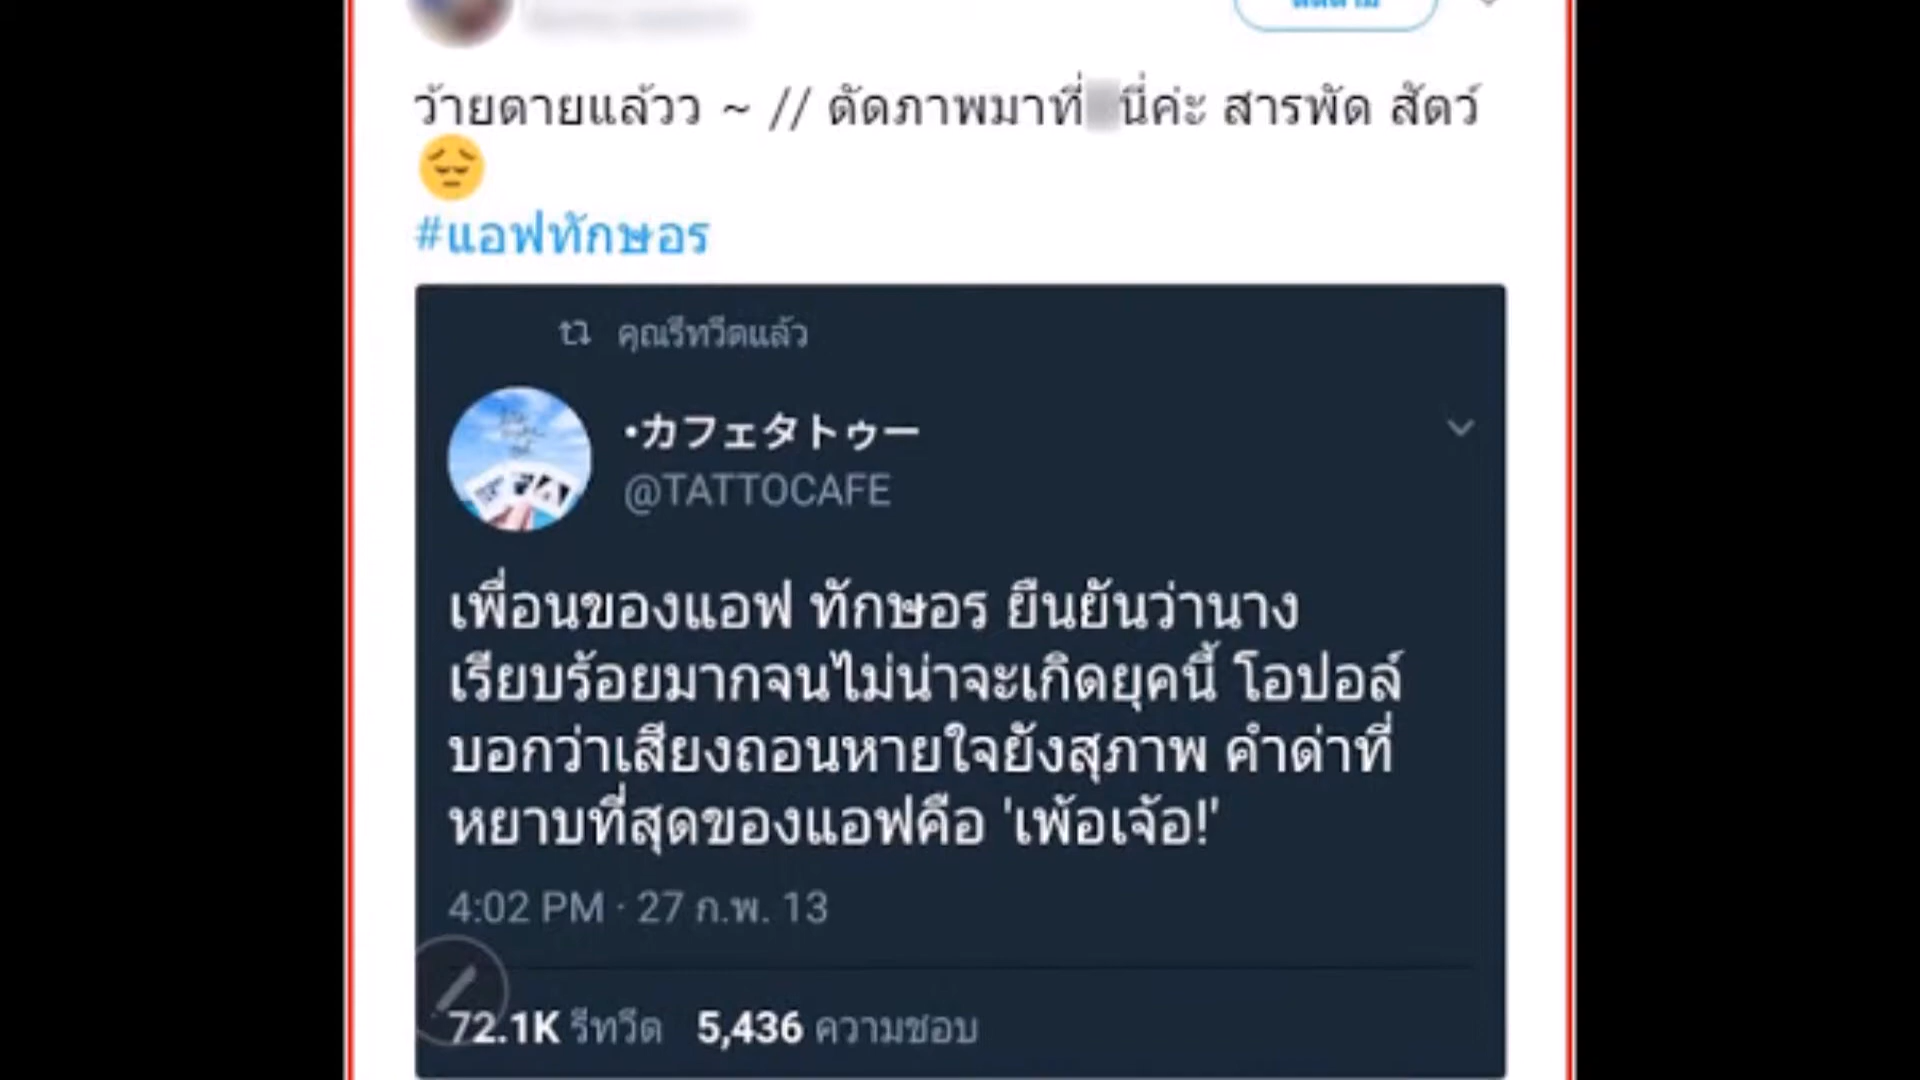 ว้ายตายแล้วว ~ // ตัดภาพมาที่ นี่ค่ะ สารพัด สัตว์
😔
#แอฟทักษอร
คุณรีทวีตแล้ว
•カフェタトゥー
@TATTOCAFE
เพื่อนของแอฟ ทักษอร ยืนยันว่านาง
เรียบร้อยมากจนไม่น่าจะเกิดยุคนี้ โอปอล์
บอกว่าเสียงถอนหายใจยังสุภาพ คำด่าที่
หยาบที่สุดของแอฟคือ 'เพ้อเจ้อ!'
4:02 PM · 27 ก.พ. 13
72.1K รีทวีต 5,436 ความชอบ